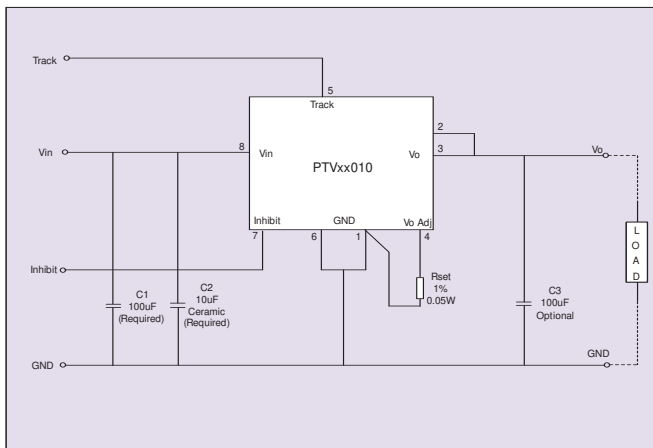 Track
5
Track
2
8
3
Vo
Vin
Vin
Vo
PTVxx010
Inhibit
GND
Vo Adj
7
6
1
4
L
O
A
D
Inhibit
Rset
1%
0.05W
C1
100uF
(Required)
C2
10uF
Ceramic
(Required)
C3
100uF
Optional
GND
GND